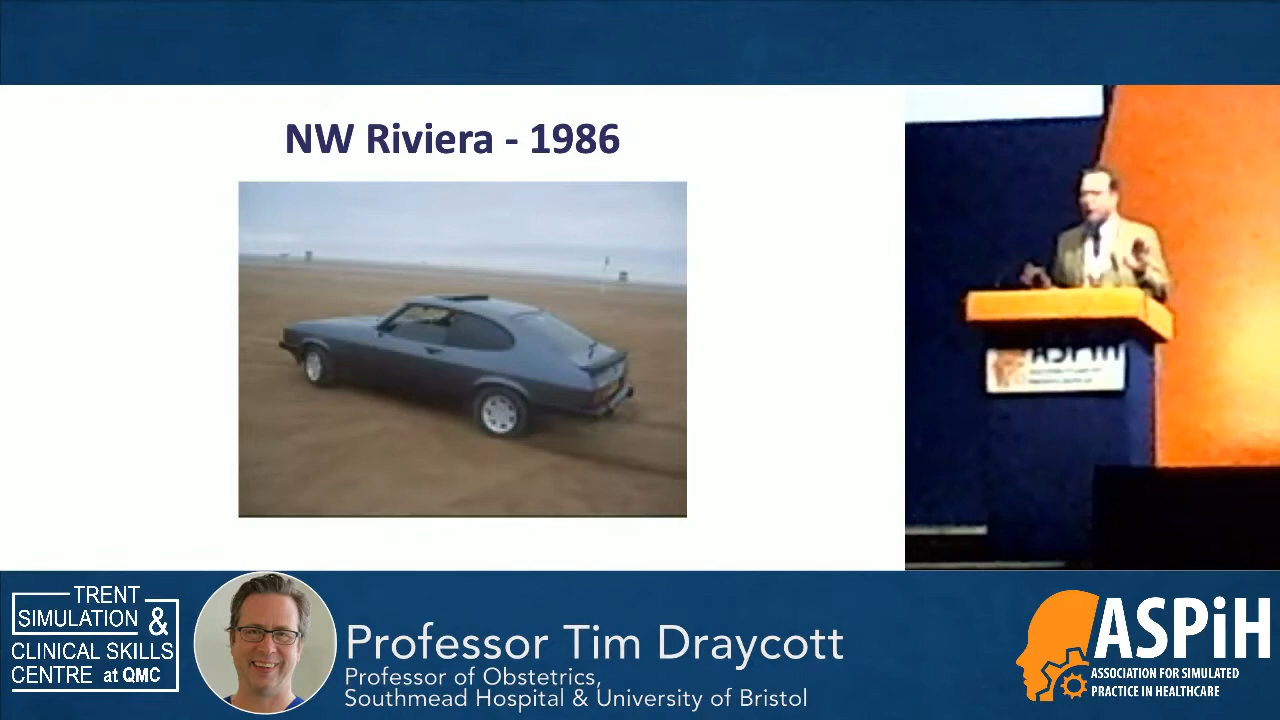 NW Riviera - 1986
ASPiH
TRENT
SIMULATION &
CLINICAL SKILLS
CENTRE at QMC
Professor Tim Draycott
Professor of Obstetrics,
Southmead Hospital & University of Bristol
ASPiH
ASSOCIATION FOR SIMULATED
PRACTICE IN HEALTHCARE